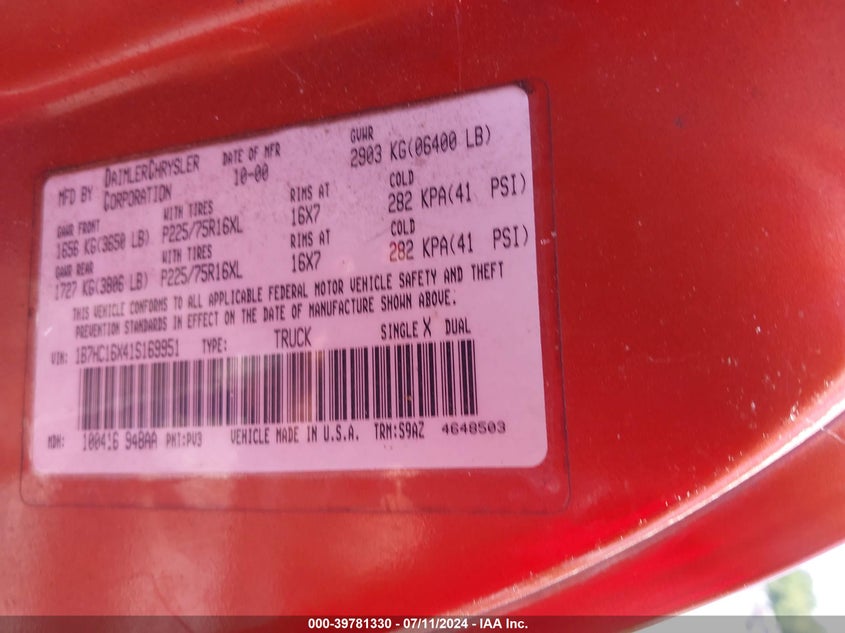 MFD BY DAIMLERCHRYSLER CORPORATION DATE OF MFR 10-00 GVWR 2903 KG(06400 LB)
GAWR FRONT WITH TIRES RIMS AT COLD
1656 KG(3650 LB) P225/75R16XL 16X7 282 KPA(41 PSI)
GAWR REAR WITH TIRES RIMS AT COLD
1727 KG(3806 LB) P225/75R16XL 16X7 282 KPA(41 PSI)
THIS VEHICLE CONFORMS TO ALL APPLICABLE FEDERAL MOTOR VEHICLE SAFETY AND THEFT
PREVENTION STANDARDS IN EFFECT ON THE DATE OF MANUFACTURE SHOWN ABOVE.
VIN: 1B7HC16X41S169951 TYPE: TRUCK SINGLE X DUAL
MDH: 100416 948AA PNT:PV3 VEHICLE MADE IN U.S.A. TRM:S9AZ 4648503
000-39781330 / 07/11/2024 - IAA Inc.